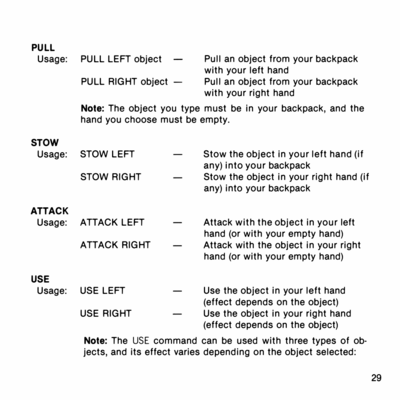 PULL
Usage: PULL LEFT object — Pull an object from your backpack
with your left hand
PULL RIGHT object — Pull an object from your backpack
with your right hand
Note: The object you type must be in your backpack, and the
hand you choose must be empty.
STOW
Usage: STOW LEFT — Stow the object in your left hand (if
any) into your backpack
STOW RIGHT — Stow the object in your right hand (if
any) into your backpack
ATTACK
Usage: ATTACK LEFT — Attack with the object in your left
hand (or with your empty hand)
ATTACK RIGHT — Attack with the object in your right
hand (or with your empty hand)
USE
Usage: USE LEFT — Use the object in your left hand
(effect depends on the object)
USE RIGHT — Use the object in your right hand
(effect depends on the object)
Note: The USE command can be used with three types of ob-
jects, and its effect varies depending on the object selected:
29